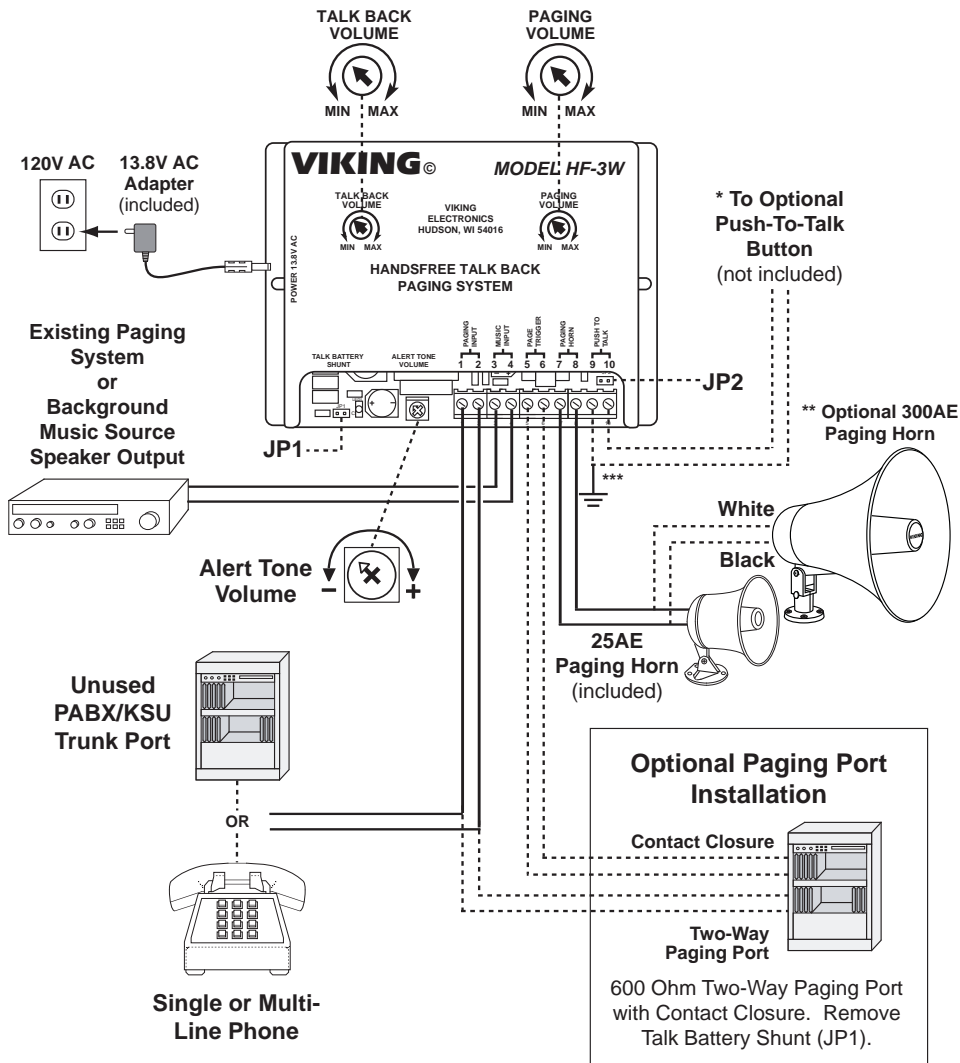 TALK BACK
VOLUME
MIN MAX
PAGING
VOLUME
MIN MAX
120V AC
13.8V AC
Adapter
(included)
VIKING©
MODEL HF-3W
TALK BACK
VOLUME
MIN MAX
VIKING
ELECTRONICS
HUDSON, WI 54016
PAGING
VOLUME
MIN MAX
POWER 13.8V AC
HANDSFREE TALK BACK
PAGING SYSTEM
TALK BATTERY
SHUNT
ALERT TONE
VOLUME
PAGING
INPUT
MUSIC
INPUT
PAGE
TRIGGER
PAGING
HORN
PUSH TO
TALK
1 2 3 4 5 6 7 8 9 10
* To Optional
Push-To-Talk
Button
(not included)
Existing Paging
System
or
Background
Music Source
Speaker Output
JP1
JP1
JP2
** Optional 300AE
Paging Horn
***
White
Black
VIKING
Alert Tone
Volume
– +
25AE
Paging Horn
(included)
Unused
PABX/KSU
Trunk Port
OR
Single or Multi-
Line Phone
Optional Paging Port
Installation
Contact Closure
Two-Way
Paging Port
600 Ohm Two-Way Paging Port
with Contact Closure. Remove
Talk Battery Shunt (JP1).